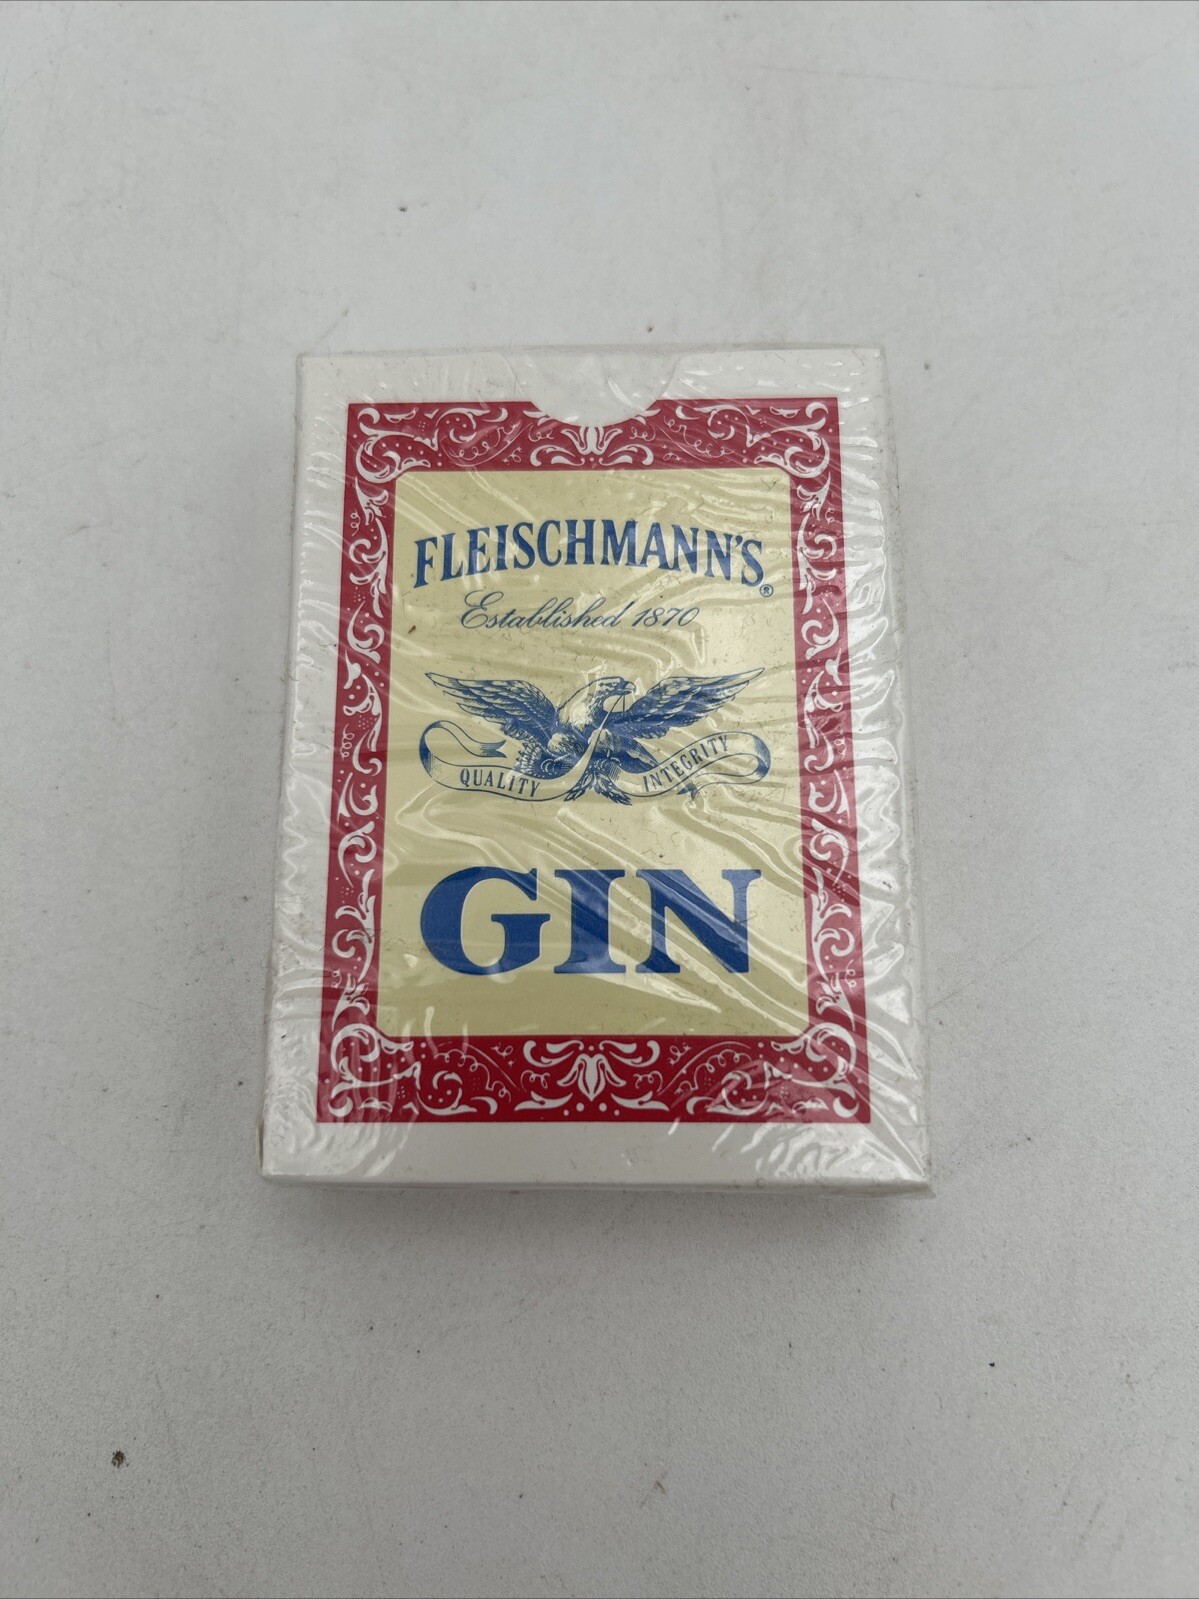 FLEISCHMANN'S®
Established 1870
QUALITY INTEGRITY
GIN